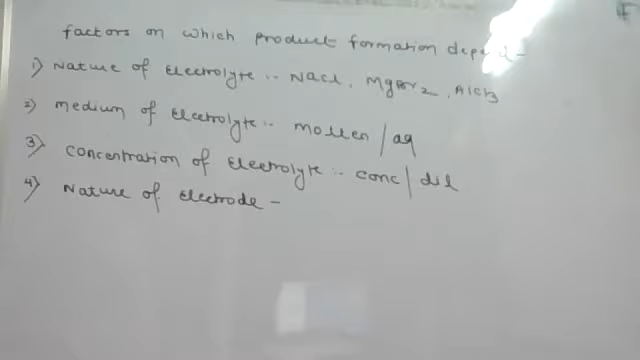 factors on which product formation depend-
1) Nature of Electrolyte :- NaCl, MgBr2, AlCl3
2) medium of Electrolyte :- molten/aq
3) concentration of Electrolyte :- conc/dil
4) Nature of Electrode -